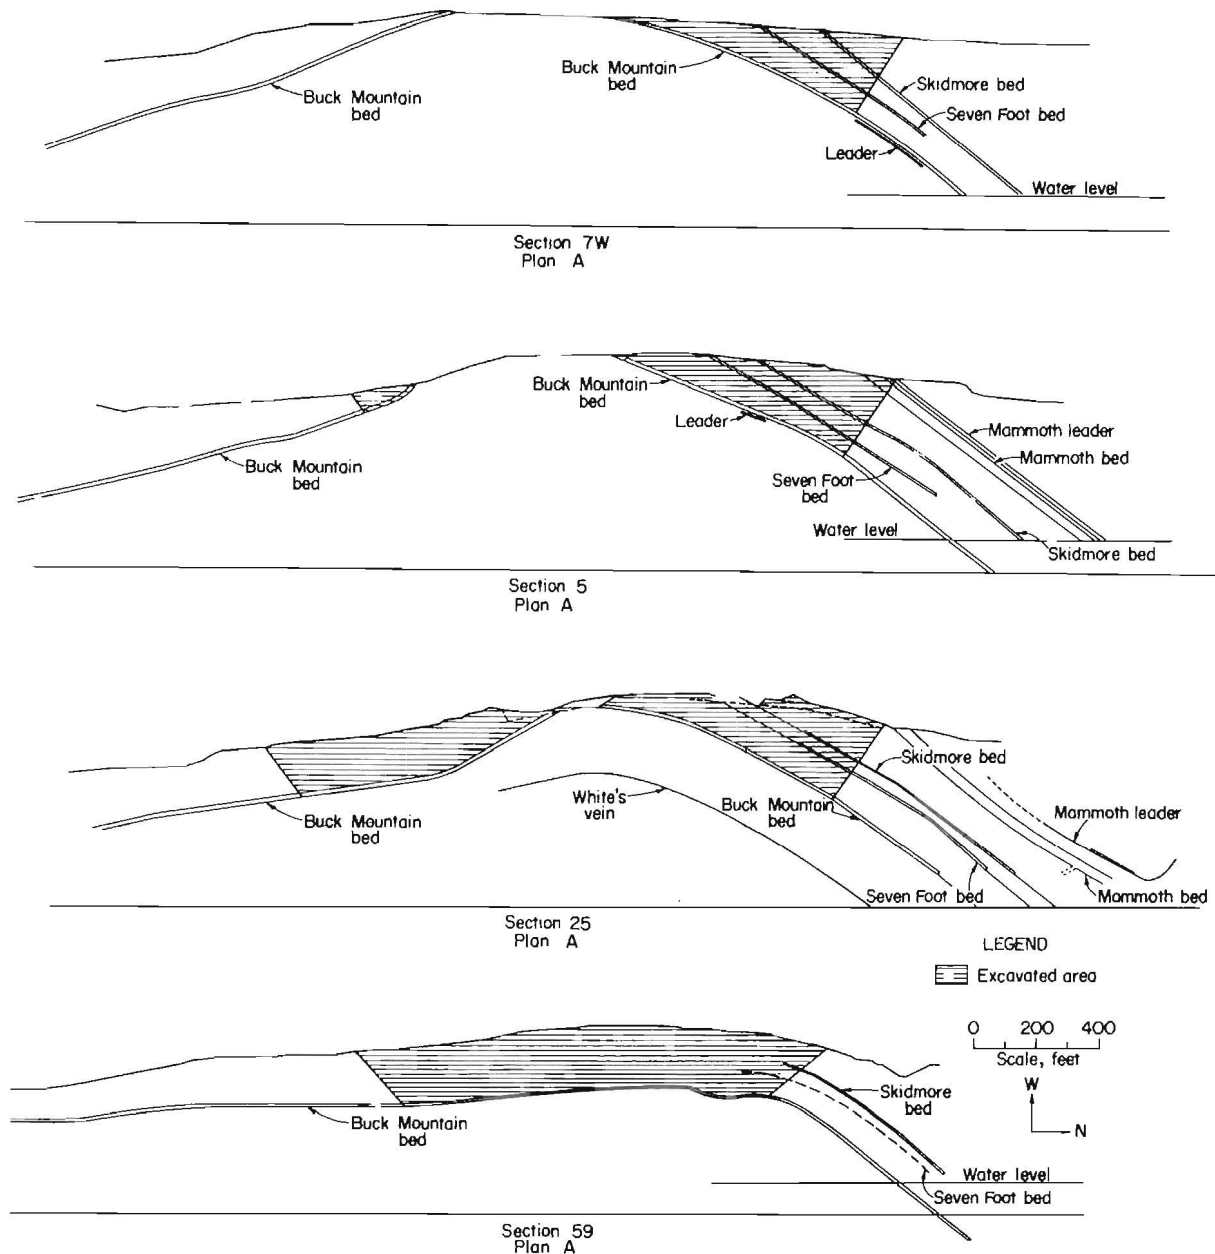 Buck Mountain
bed
Buck Mountain
bed
Skidmore bed
Seven Foot bed
Leader
Water level
Section 7W
Plan A
Buck Mountain
bed
Leader
Buck Mountain
bed
Mammoth leader
Mammoth bed
Seven Foot
bed
Water level
Skidmore bed
Section 5
Plan A
Skidmore bed
White's
vein
Buck Mountain
bed
Buck Mountain
bed
Mammoth leader
Seven Foot bed
Mammoth bed
Section 25
Plan A
LEGEND
Excavated area
0 200 400
Scale, feet
W
N
Skidmore
bed
Buck Mountain
bed
Water level
Seven Foot bed
Section 59
Plan A